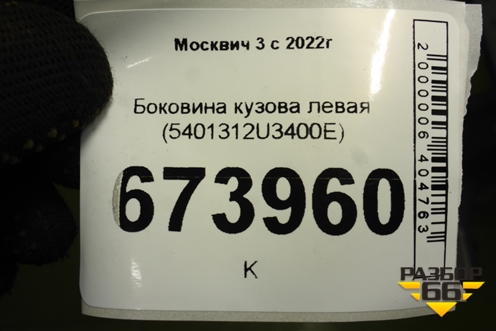 Москвич 3 с 2022г
Боковина кузова левая
(5401312U3400E)
673960
К
2000006404763
РАЗБОР
66